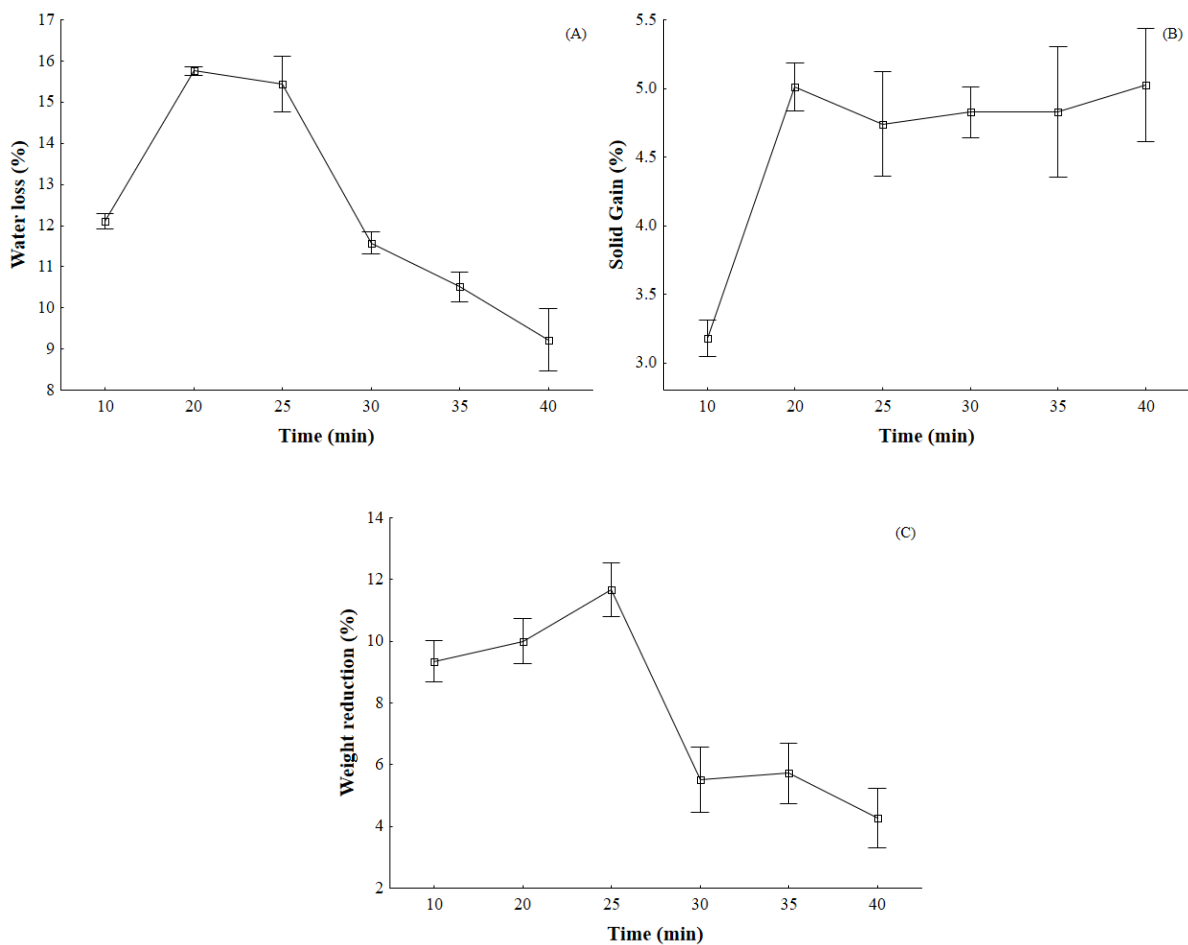 (A)
Water loss (%)
17
16
15
14
13
12
11
10
9
8
10 20 25 30 35 40
Time (min)
(B)
Solid Gain (%)
5.5
5.0
4.5
4.0
3.5
3.0
10 20 25 30 35 40
Time (min)
(C)
Weight reduction (%)
14
12
10
8
6
4
2
10 20 25 30 35 40
Time (min)